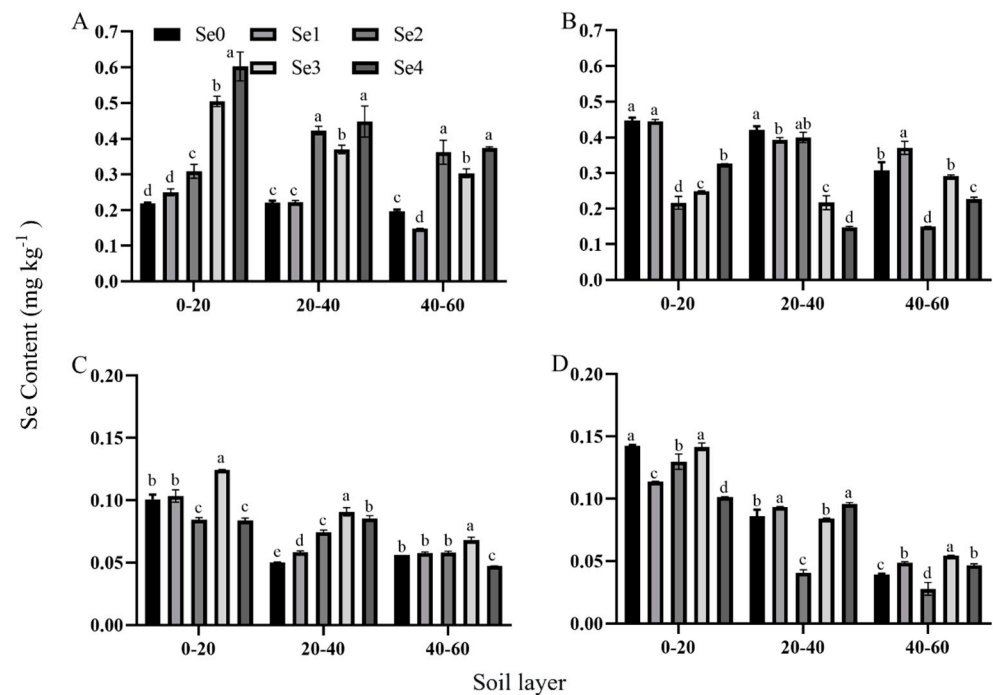 A
B
Se0 Se1 Se2
Se3 Se4
0.7
0.6
0.5
0.4
0.3
0.2
0.1
0.0
d d c b a
c c a b a
c d a b a
0-20 20-40 40-60
0.7
0.6
0.5
0.4
0.3
0.2
0.1
0.0
a a d c b
a b ab c d
b a d b c
0-20 20-40 40-60
Se Content (mg kg⁻¹ )
C
D
0.20
0.15
0.10
0.05
0.00
b b c a c
e d c a b
b b b a c
0-20 20-40 40-60
0.20
0.15
0.10
0.05
0.00
a c b a d
b a c b a
c b d a b
0-20 20-40 40-60
Soil layer